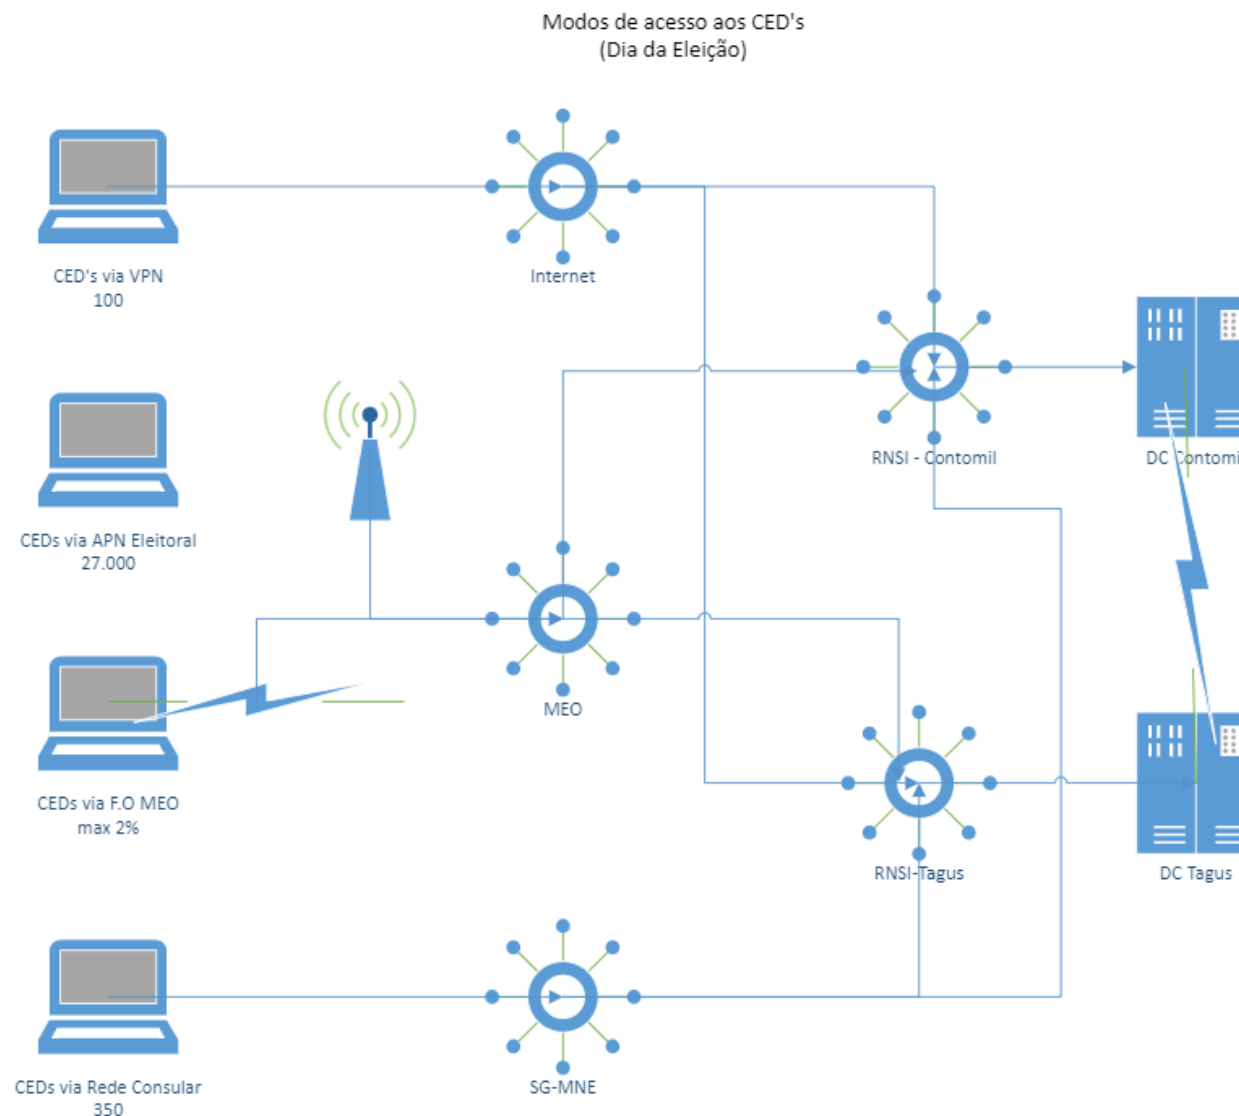 Modos de acesso aos CED's
(Dia da Eleição)
CED's via VPN
100
Internet
RNSI - Contomil
DC Contomi
CEDs via APN Eleitoral
27.000
MEO
CEDs via F.O MEO
max 2%
RNSI-Tagus
DC Tagus
CEDs via Rede Consular
350
SG-MNE